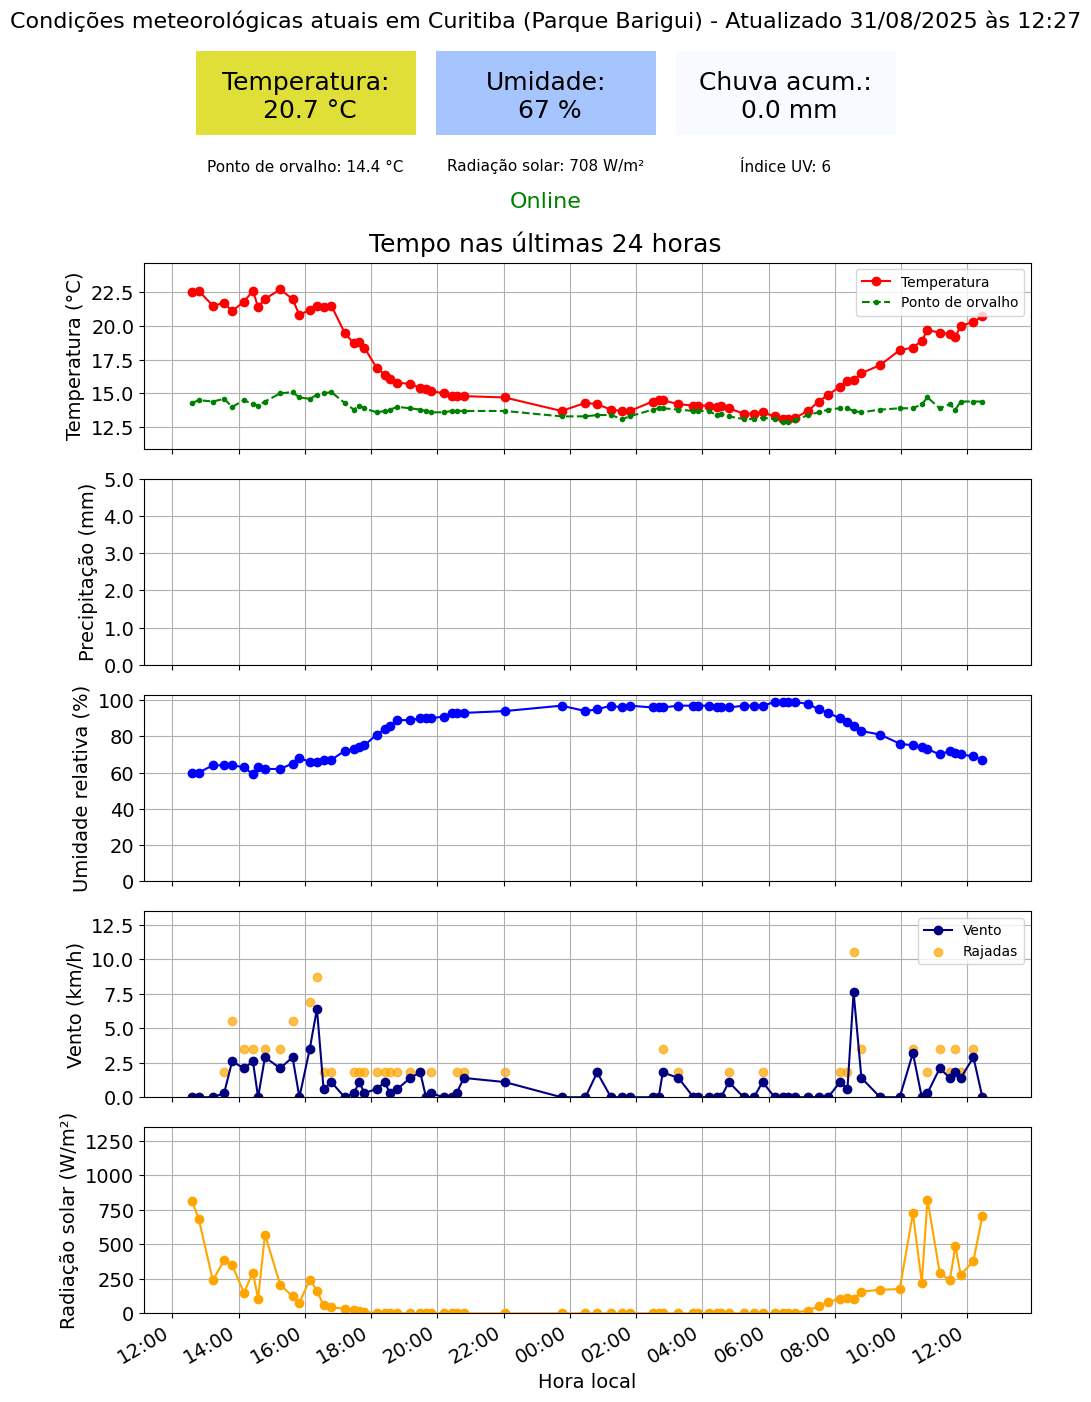 Condições meteorológicas atuais em Curitiba (Parque Barigui) - Atualizado 31/08/2025 às 12:27
Temperatura:
20.7 °C
Umidade:
67 %
Chuva acum.:
0.0 mm
Ponto de orvalho: 14.4 °C
Radiação solar: 708 W/m²
Índice UV: 6
Online
Tempo nas últimas 24 horas
Temperatura (°C)
22.5
20.0
17.5
15.0
12.5
Temperatura
Ponto de orvalho
Precipitação (mm)
5.0
4.0
3.0
2.0
1.0
0.0
Umidade relativa (%)
100
80
60
40
20
0
Vento (km/h)
12.5
10.0
7.5
5.0
2.5
0.0
Vento
Rajadas
Radiação solar (W/m²)
1250
1000
750
500
250
0
12:00
14:00
16:00
18:00
20:00
22:00
00:00
02:00
04:00
06:00
08:00
10:00
12:00
Hora local